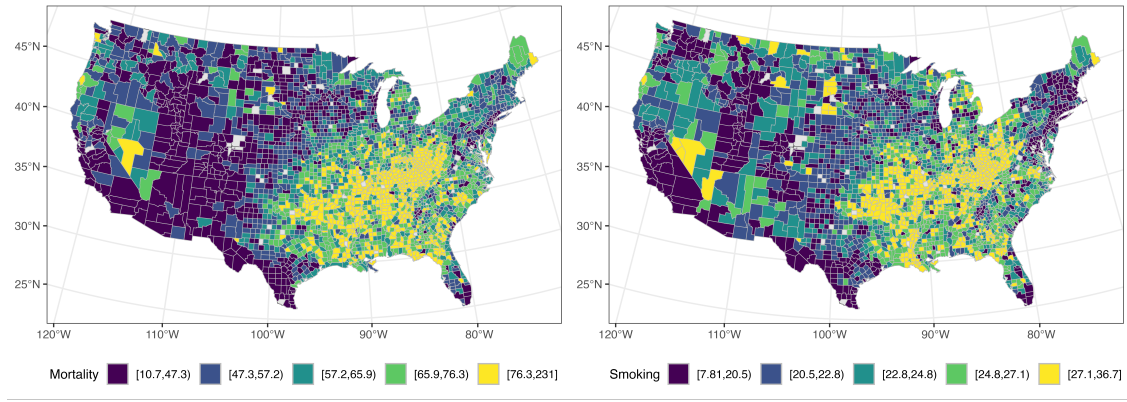 45°N
40°N
35°N
30°N
25°N
120°W 110°W 100°W 90°W 80°W
Mortality [10.7,47.3) [47.3,57.2) [57.2,65.9) [65.9,76.3) [76.3,231]
45°N
40°N
35°N
30°N
25°N
120°W 110°W 100°W 90°W 80°W
Smoking [7.81,20.5) [20.5,22.8) [22.8,24.8) [24.8,27.1) [27.1,36.7]